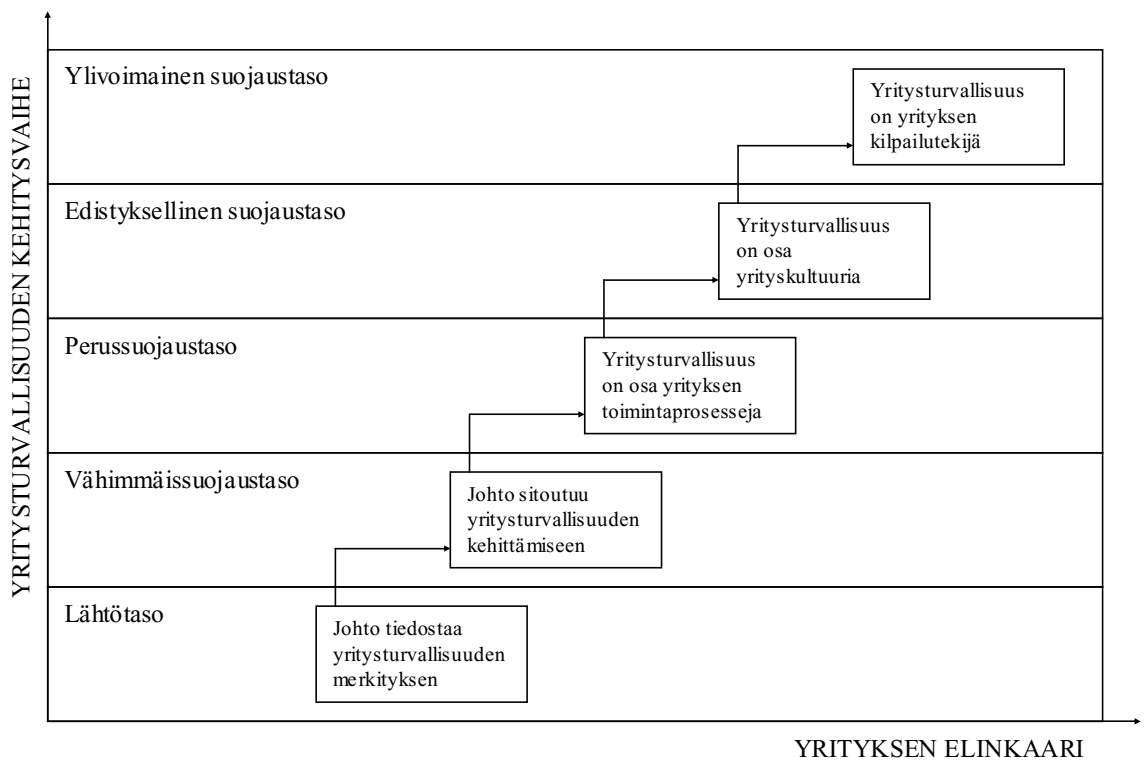 YRITYSTURVALLISUUDEN KEHITYSVAIHE
Ylivoimainen suojaustaso
Yritysturvallisuus
on yrityksen
kilpailutekijä
Edistyksellinen suojaustaso
Yritysturvallisuus
on osa
yrityskultuuria
Perussuojaustaso
Yritysturvallisuus
on osa yrityksen
toimintaprosesseja
Vähimmäissuojaustaso
Johto sitoutuu
yritysturvallisuuden
kehittämiseen
Lähtötaso
Johto tiedostaa
yritysturvallisuuden
merkityksen
YRITYKSEN ELINKAARI